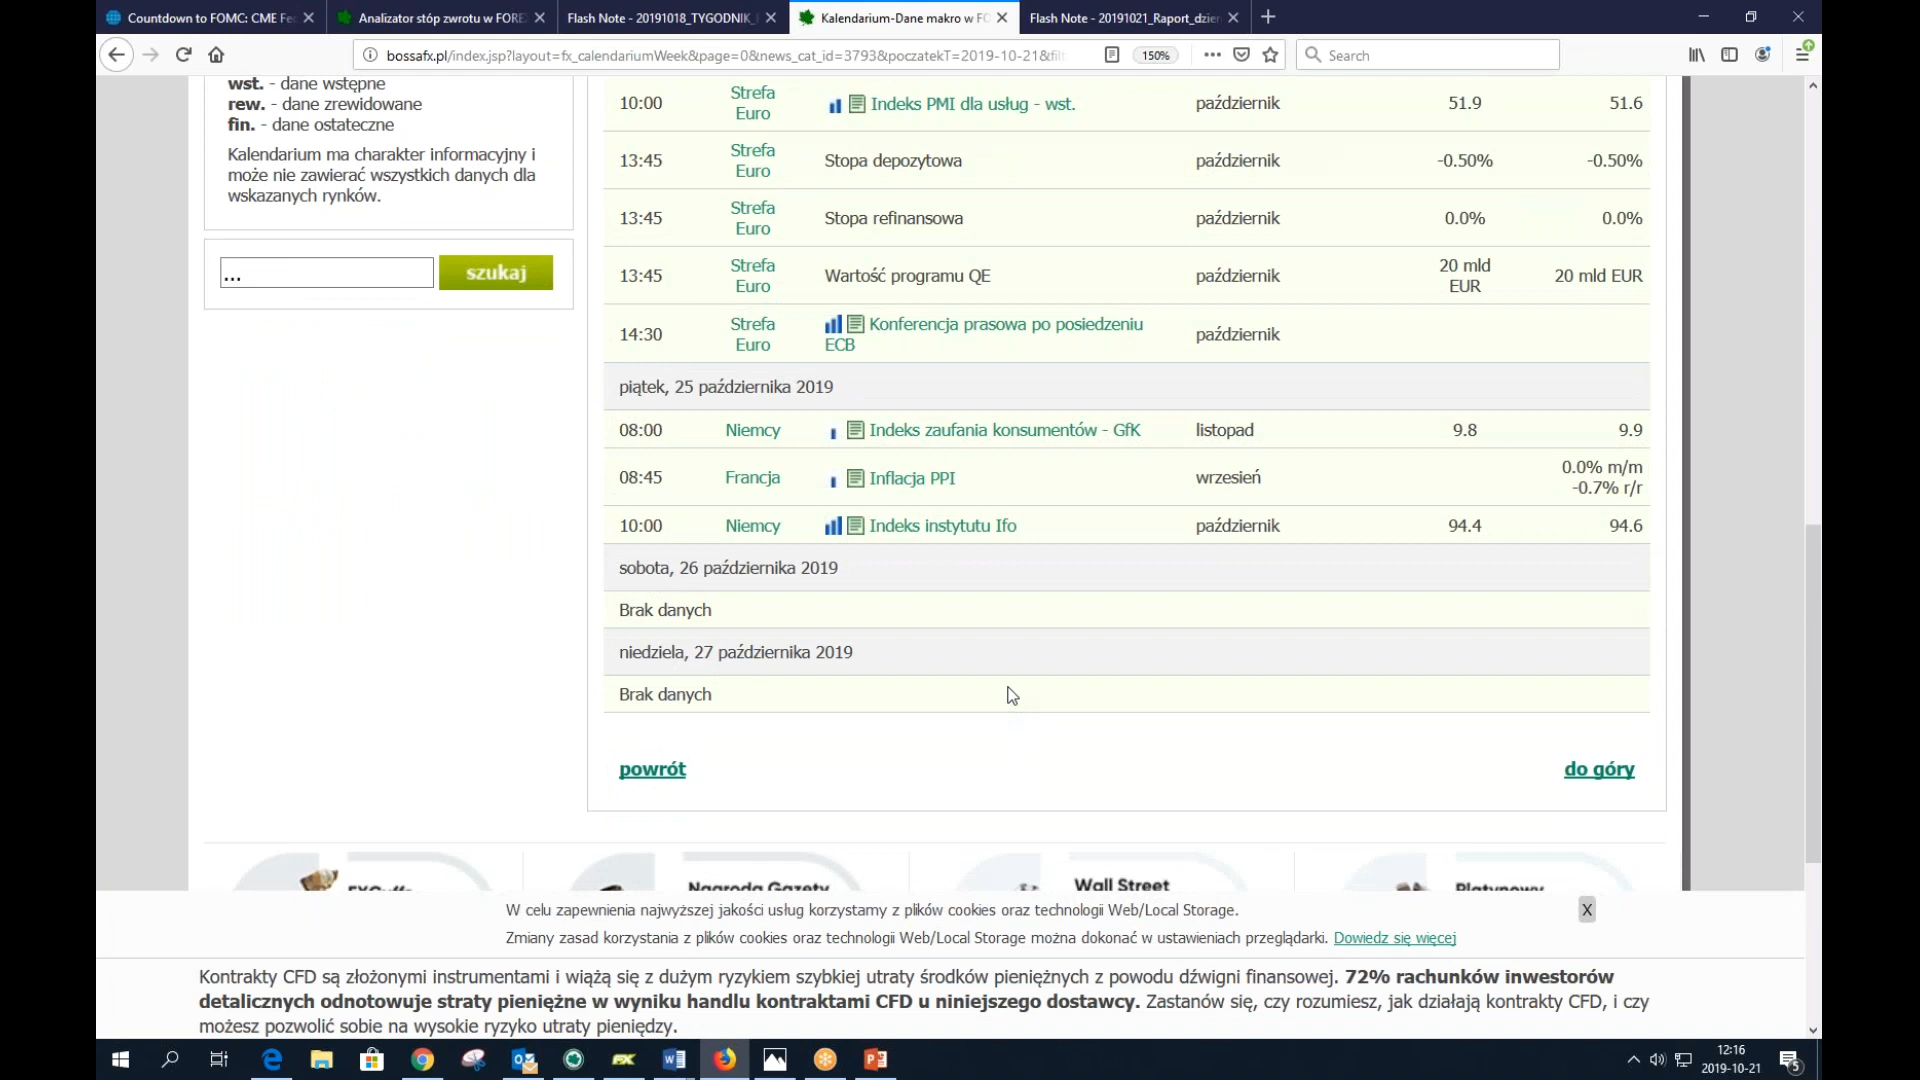 Countdown to FOMC: CME Fe
Analizator stóp zwrotu w FORE
Flash Note - 20191018_TYGODNIK_
Kalendarium-Dane makro w FO
Flash Note - 20191021_Raport_dzien
bossafx.pl/index.jsp?layout=fx_calendariumWeek&page=0&news_cat_id=3793&poczatekT=2019-10-21&filt
150%
Search
wst. - dane wstępne
rew. - dane zrewidowane
fin. - dane ostateczne
Kalendarium ma charakter informacyjny i
może nie zawierać wszystkich danych dla
wskazanych rynków.
...
szukaj
10:00 Strefa Euro Indeks PMI dla usług - wst. październik 51.9 51.6
13:45 Strefa Euro Stopa depozytowa październik -0.50% -0.50%
13:45 Strefa Euro Stopa refinansowa październik 0.0% 0.0%
13:45 Strefa Euro Wartość programu QE październik 20 mld EUR 20 mld EUR
14:30 Strefa Euro Konferencja prasowa po posiedzeniu ECB październik
piątek, 25 października 2019
08:00 Niemcy Indeks zaufania konsumentów - GfK listopad 9.8 9.9
08:45 Francja Inflacja PPI wrzesień 0.0% m/m -0.7% r/r
10:00 Niemcy Indeks instytutu Ifo październik 94.4 94.6
sobota, 26 października 2019
Brak danych
niedziela, 27 października 2019
Brak danych
powrót
do góry
Nagroda Gazety
Wall Street
Platynowy
W celu zapewnienia najwyższej jakości usług korzystamy z plików cookies oraz technologii Web/Local Storage.
X
Zmiany zasad korzystania z plików cookies oraz technologii Web/Local Storage można dokonać w ustawieniach przeglądarki. Dowiedz się więcej
Kontrakty CFD są złożonymi instrumentami i wiążą się z dużym ryzykiem szybkiej utraty środków pieniężnych z powodu dźwigni finansowej. 72% rachunków inwestorów
detalicznych odnotowuje straty pieniężne w wyniku handlu kontraktami CFD u niniejszego dostawcy. Zastanów się, czy rozumiesz, jak działają kontrakty CFD, i czy
możesz pozwolić sobie na wysokie ryzyko utraty pieniędzy.
FX
12:16
2019-10-21
5